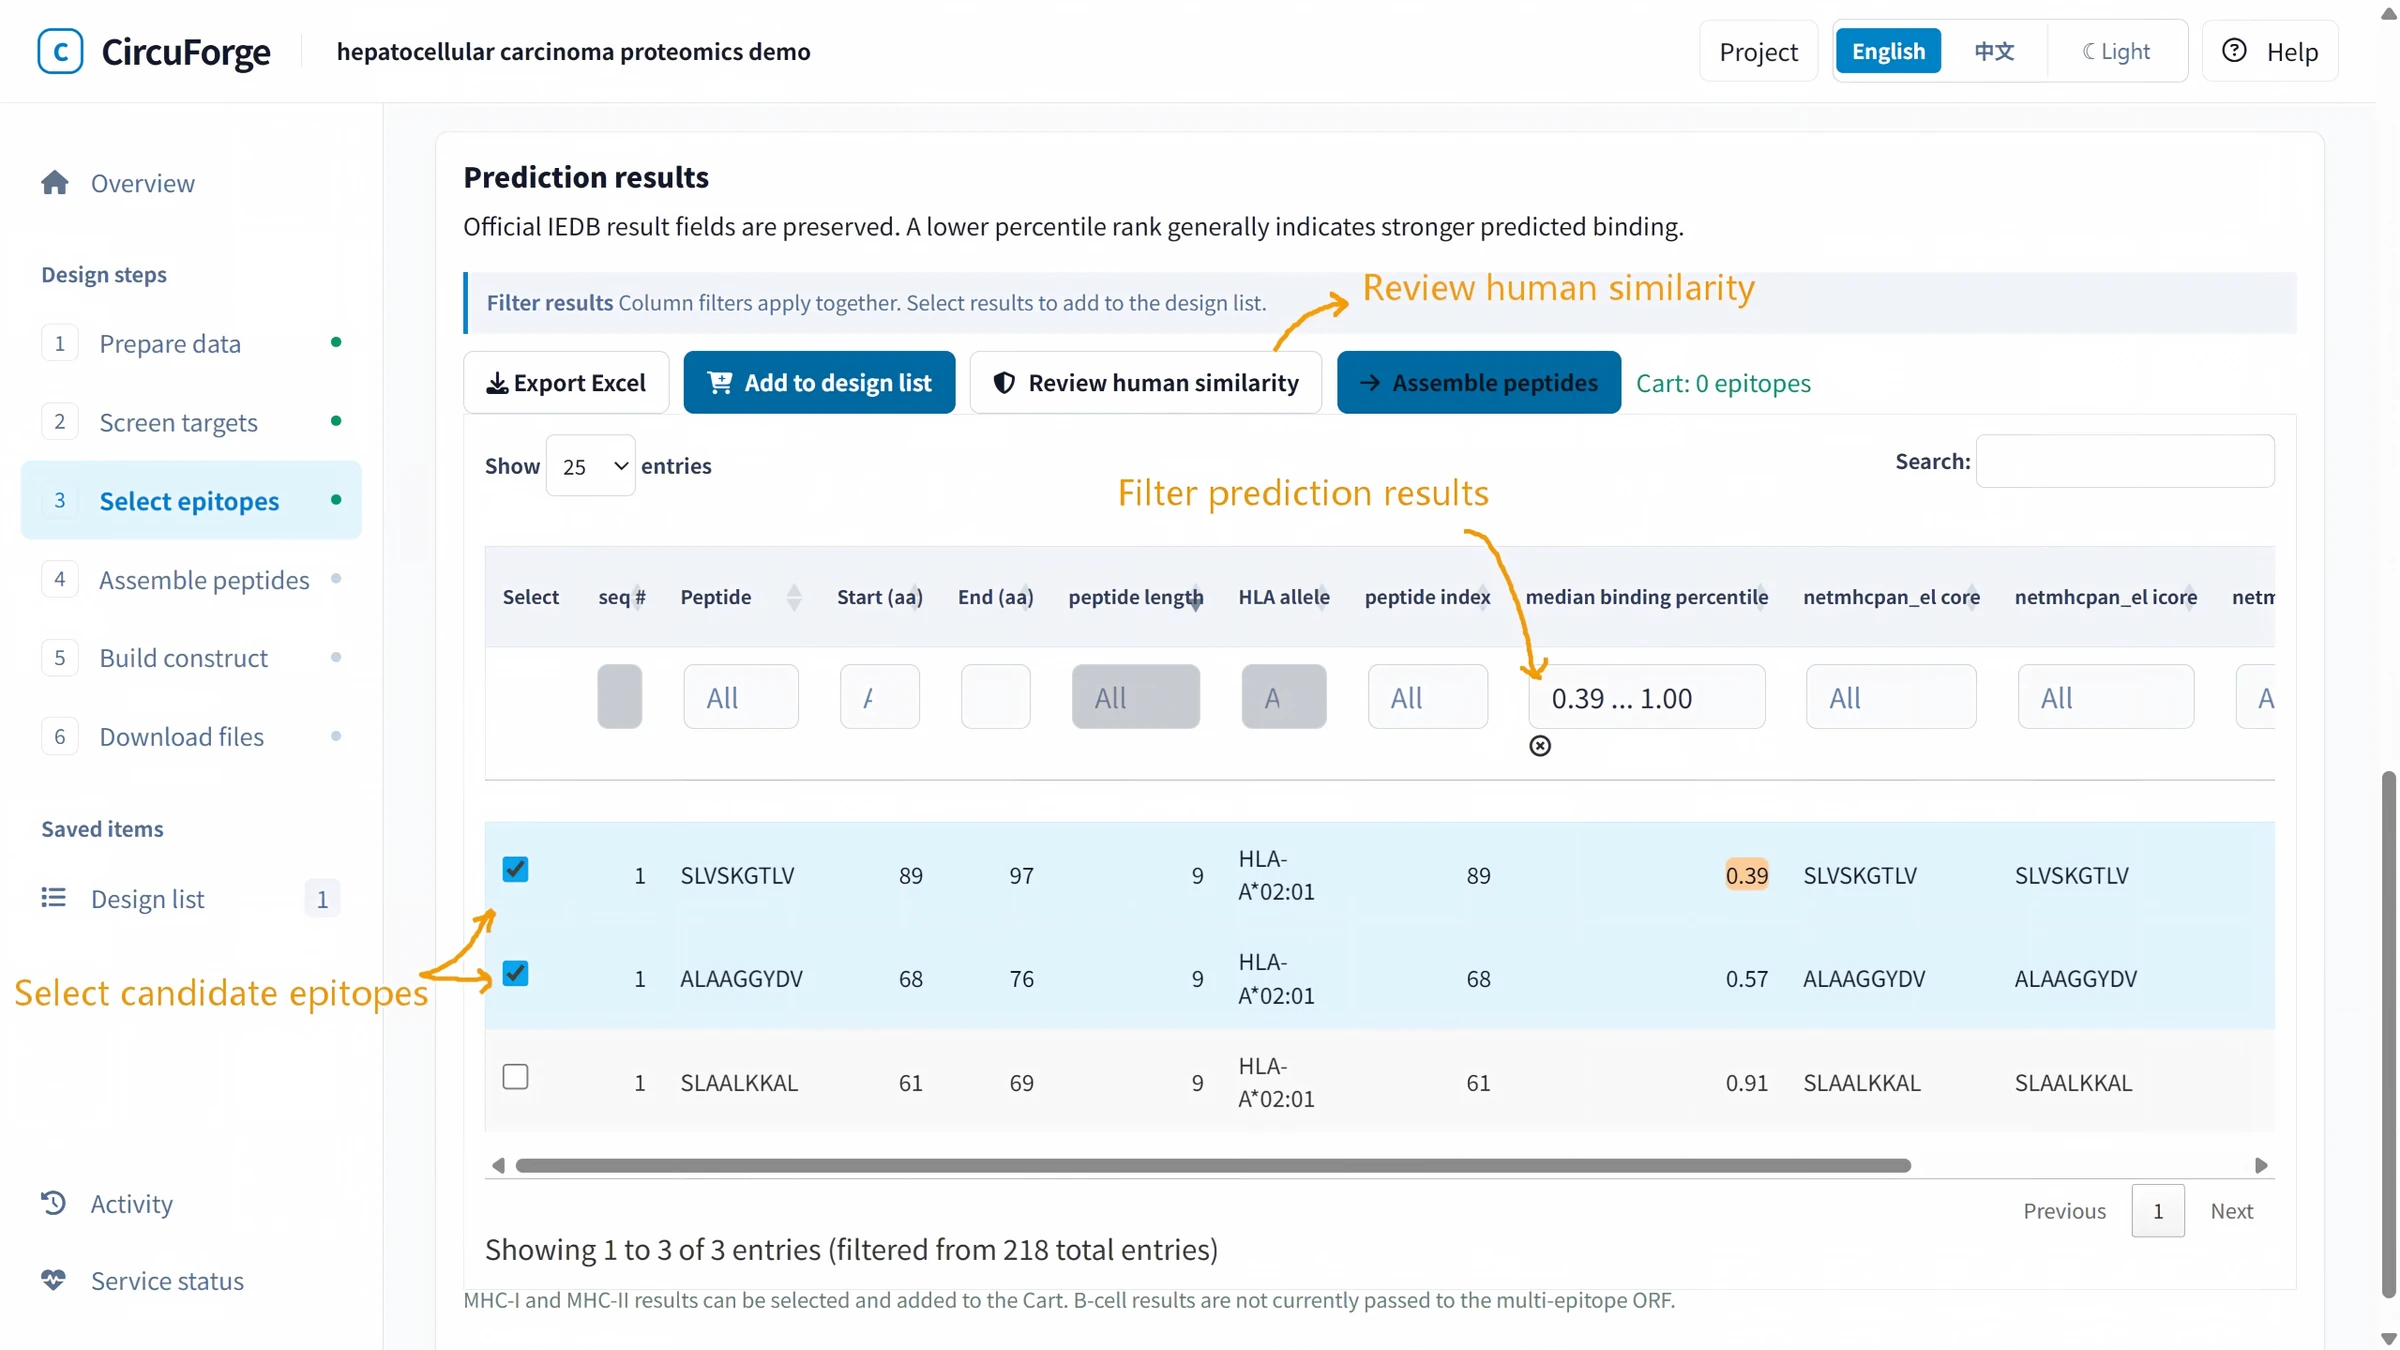 C CircuForge hepatocellular carcinoma proteomics demo Project English 中文 Light Help
Overview
Design steps
1 Prepare data
2 Screen targets
3 Select epitopes
4 Assemble peptides
5 Build construct
6 Download files
Saved items
Design list 1
Select candidate epitopes
Activity
Service status
Prediction results
Official IEDB result fields are preserved. A lower percentile rank generally indicates stronger predicted binding.
Filter results Column filters apply together. Select results to add to the design list.
Review human similarity
Export Excel Add to design list Review human similarity Assemble peptides Cart: 0 epitopes
Show 25 entries Search:
Filter prediction results
Select seq # Peptide Start (aa) End (aa) peptide length HLA allele peptide index median binding percentile netmhcpan_el core netmhcpan_el icore netm
All A All A All 0.39 ... 1.00 All All A
1 SLVSKGTLV 89 97 9 HLA-A*02:01 89 0.39 SLVSKGTLV SLVSKGTLV
1 ALAAGGYDV 68 76 9 HLA-A*02:01 68 0.57 ALAAGGYDV ALAAGGYDV
1 SLAALKKAL 61 69 9 HLA-A*02:01 61 0.91 SLAALKKAL SLAALKKAL
Previous 1 Next
Showing 1 to 3 of 3 entries (filtered from 218 total entries)
MHC-I and MHC-II results can be selected and added to the Cart. B-cell results are not currently passed to the multi-epitope ORF.